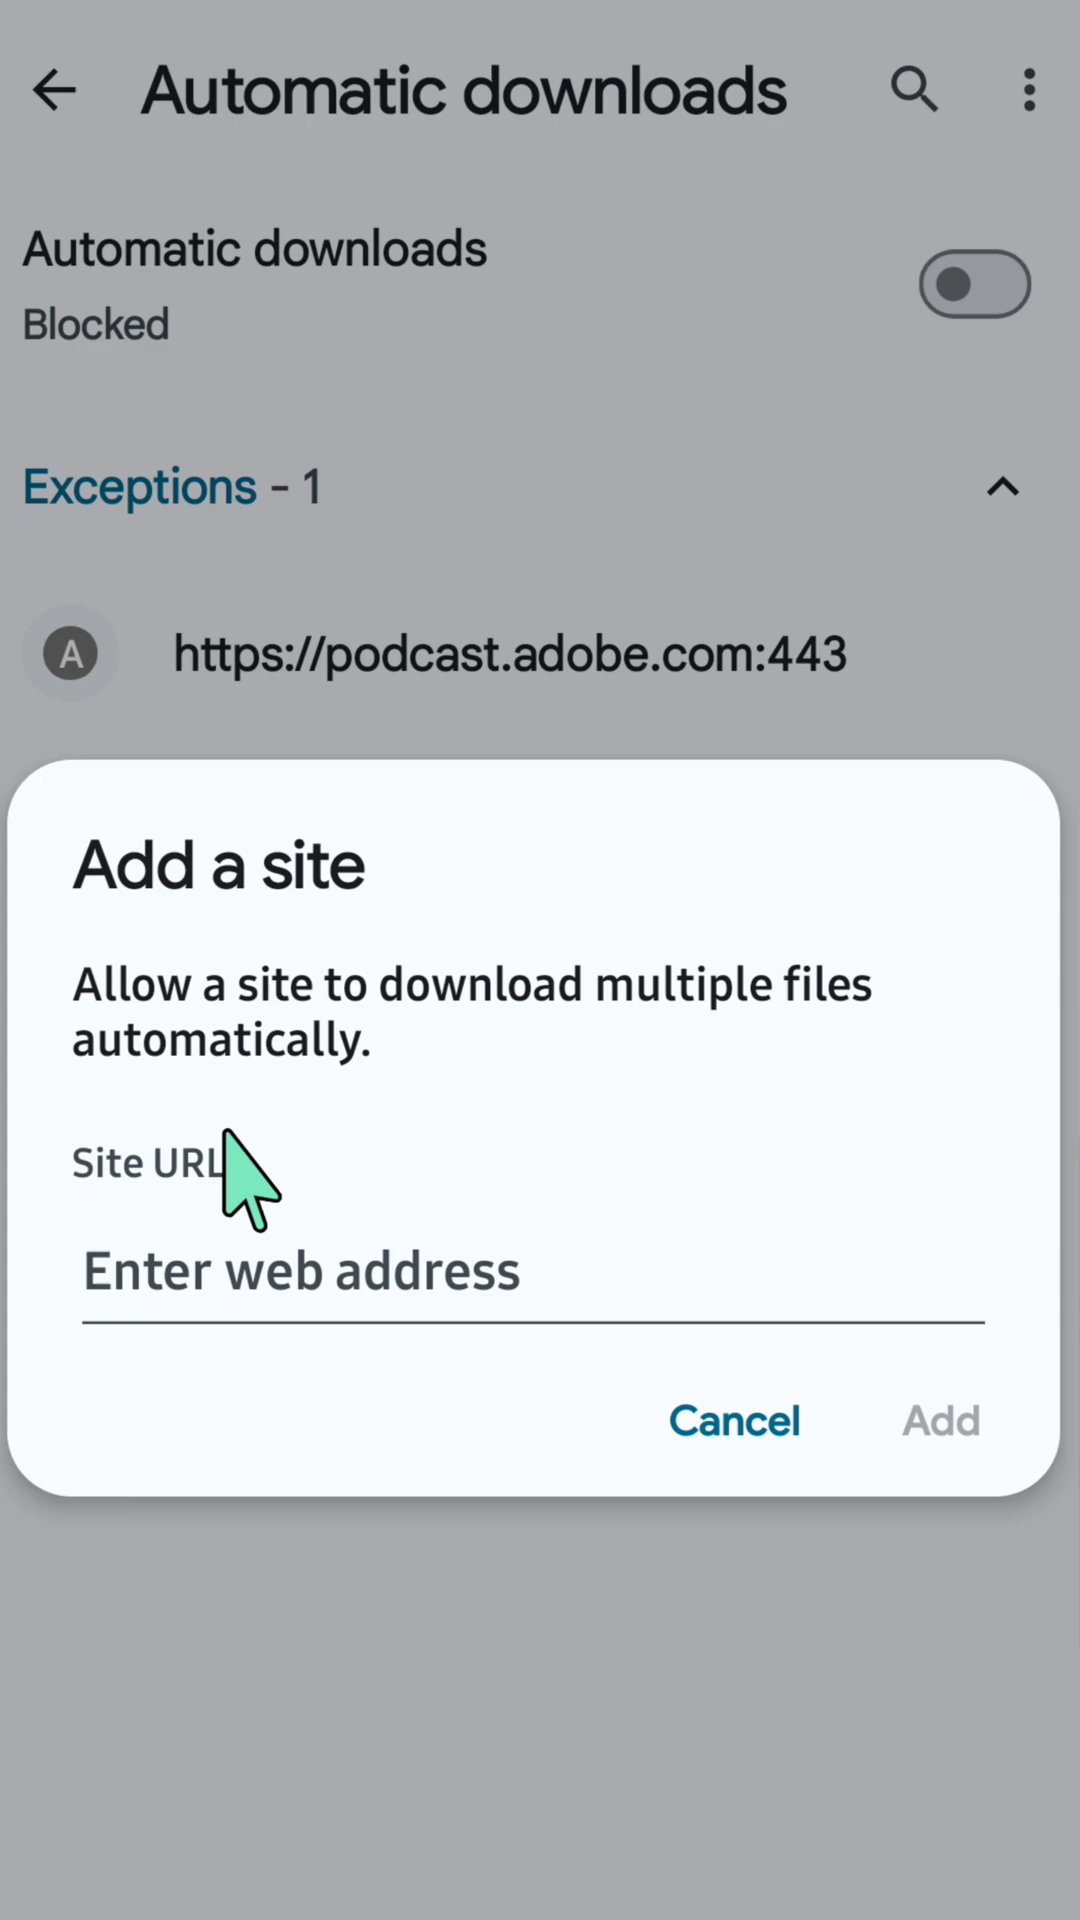 Automatic downloads
Automatic downloads
Blocked
Exceptions - 1
A
https://podcast.adobe.com:443
Add a site
Allow a site to download multiple files
automatically.
Site URL
Enter web address
Cancel Add